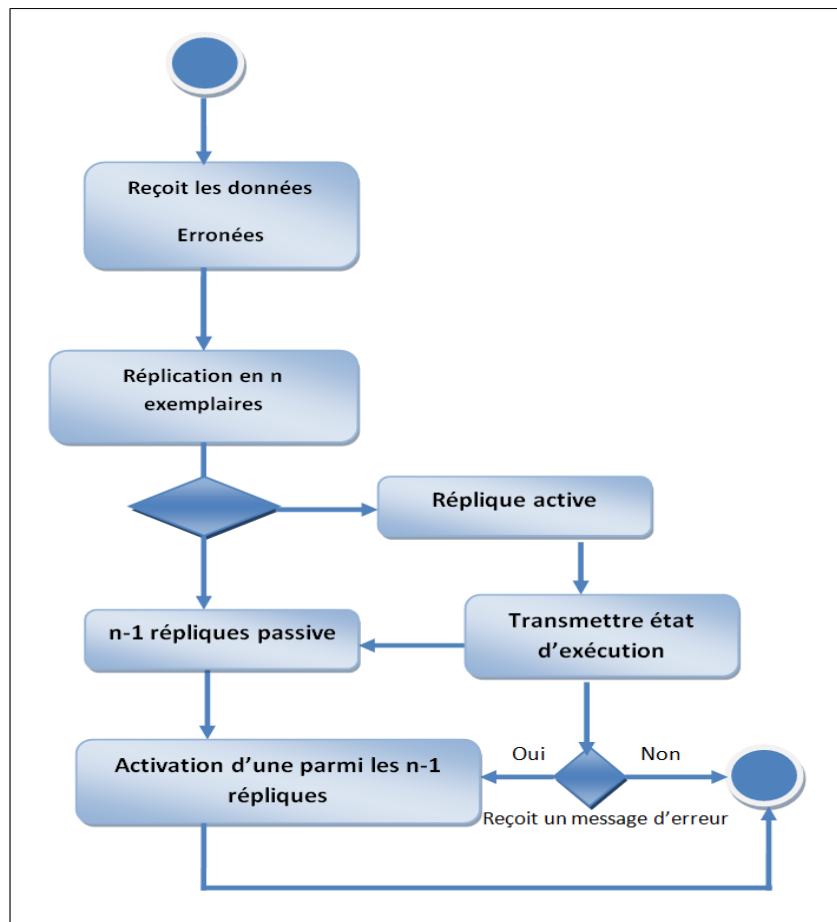 Reçoit les données
Erronées
Réplication en n
exemplaires
Réplique active
n-1 répliques passive
Transmettre état
d’exécution
Activation d’une parmi les n-1
répliques
Oui
Non
Reçoit un message d’erreur